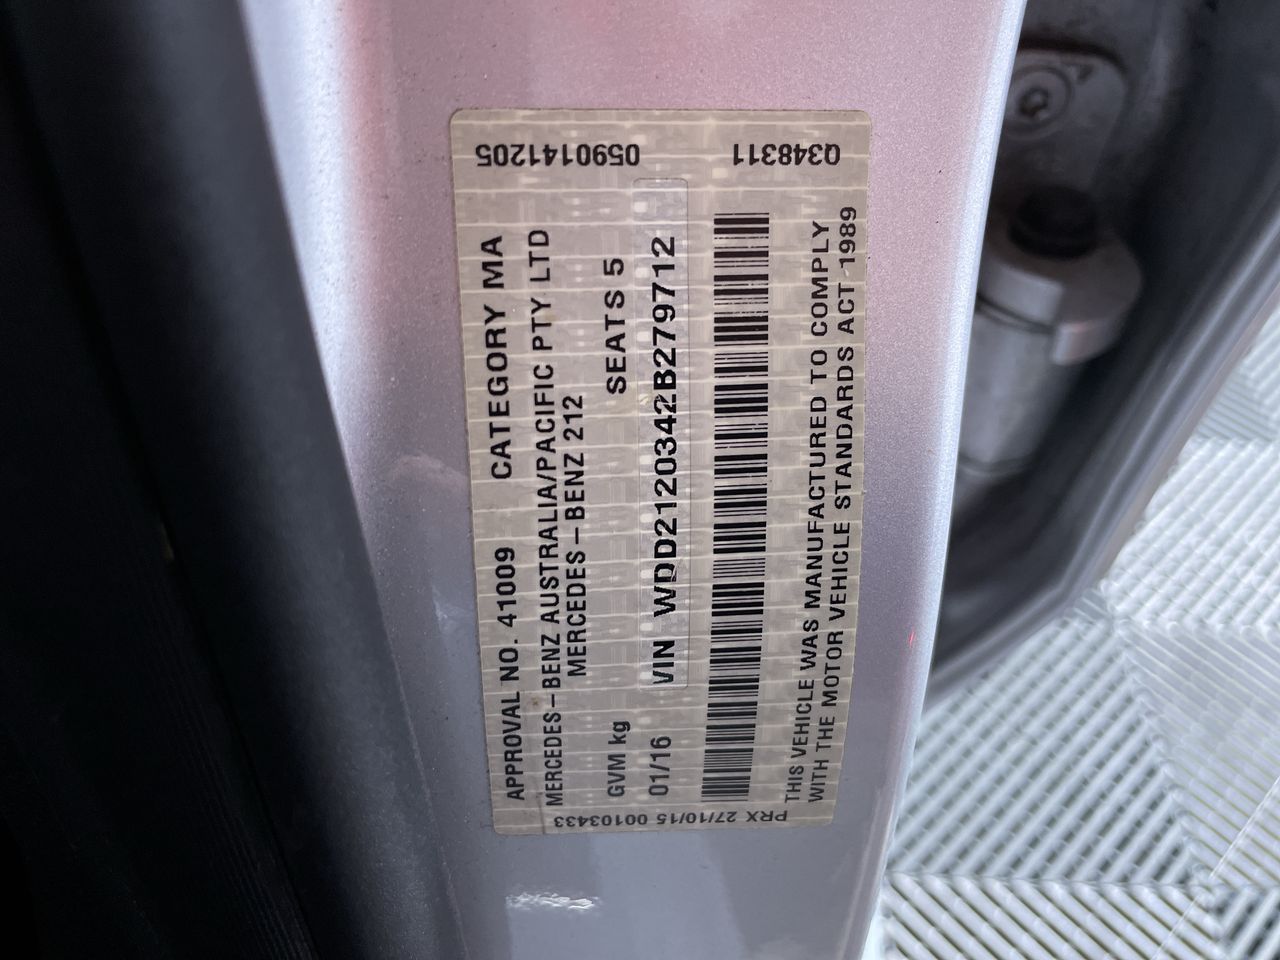 APPROVAL NO. 41009 CATEGORY MA
MERCEDES-BENZ AUSTRALIA/PACIFIC PTY LTD
MERCEDES-BENZ 212
GVM kg SEATS 5
01/16 VIN WDD2120342B279712
THIS VEHICLE WAS MANUFACTURED TO COMPLY
WITH THE MOTOR VEHICLE STANDARDS ACT 1989
0590141205 Q348311
PRX 27/10/15 00103433